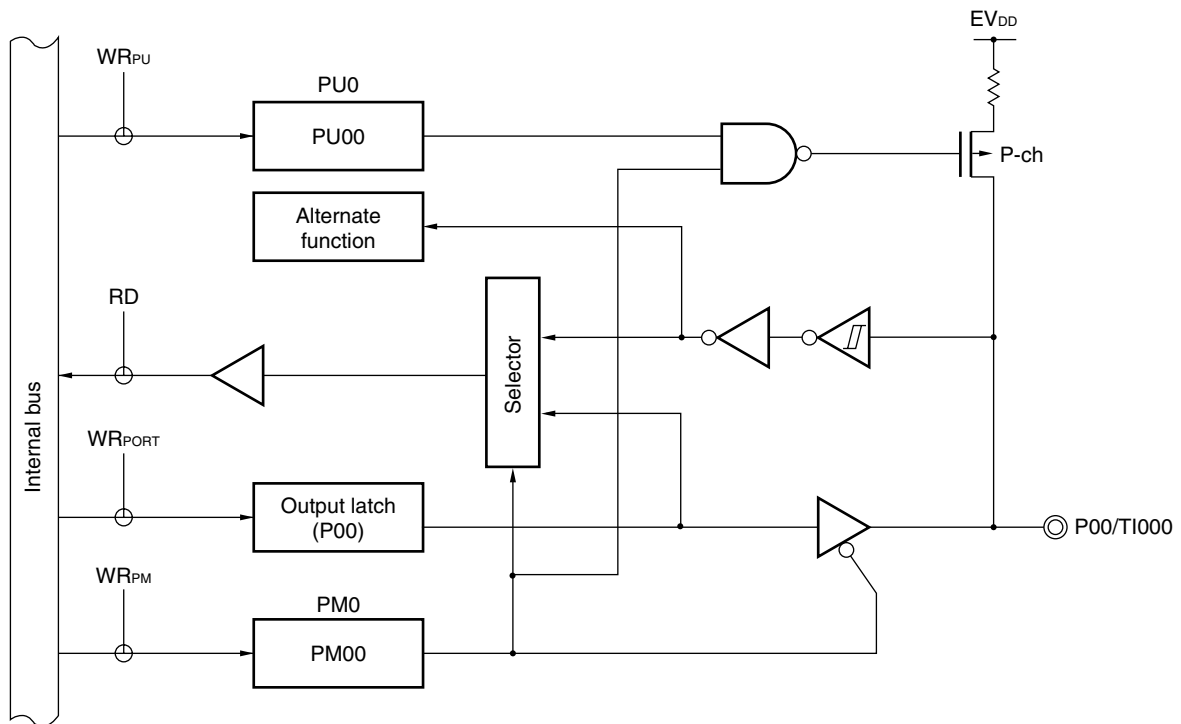 EVDD
WRPU
PU0
PU00
P-ch
Alternate
function
RD
Selector
Internal bus
WRPORT
Output latch
(P00)
P00/TI000
WRPM
PM0
PM00